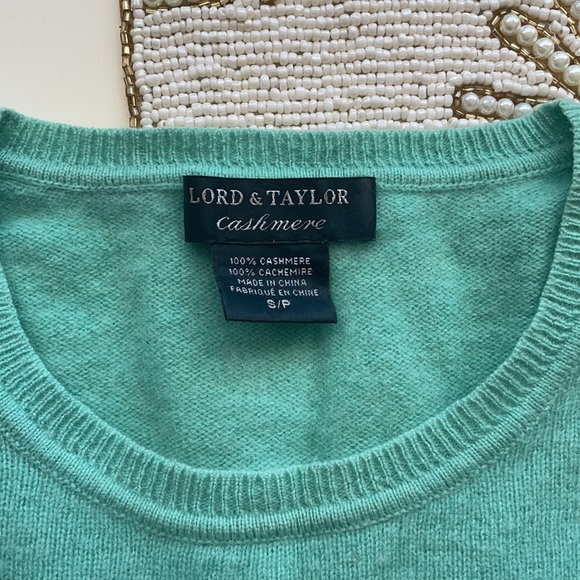 LORD & TAYLOR
Cashmere
100% CASHMERE
100% CACHEMIRE
MADE IN CHINA
FABRIQUÉ EN CHINE
S/P